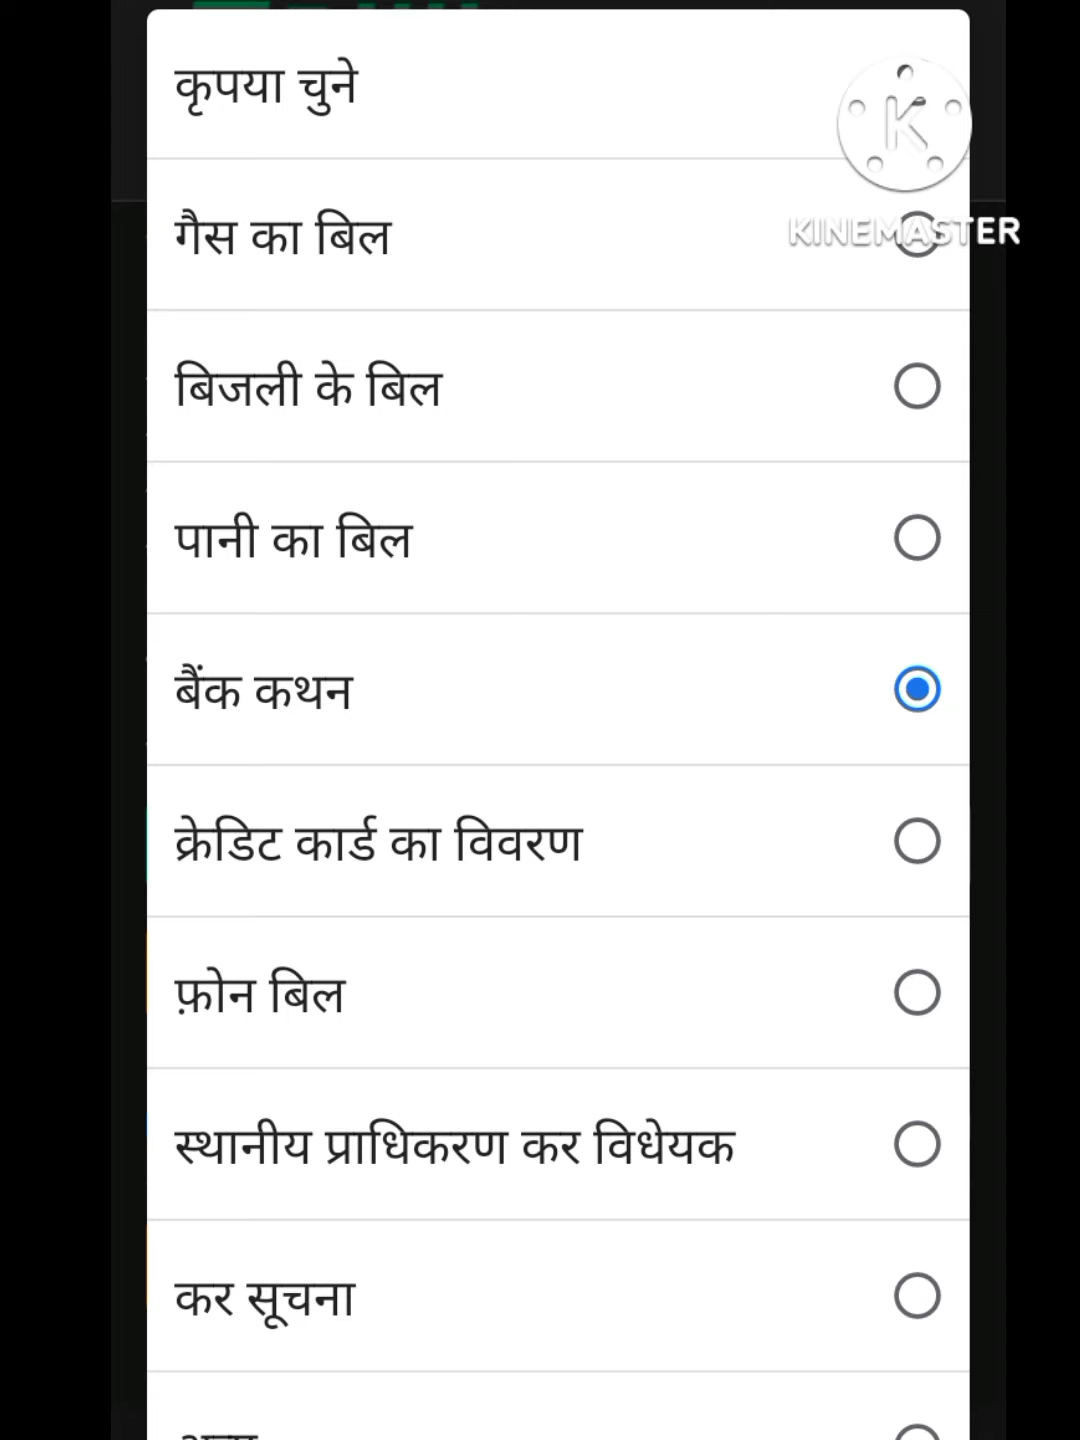 कृपया चुने
K
KINEMASTER
गैस का बिल
बिजली के बिल
पानी का बिल
बैंक कथन
क्रेडिट कार्ड का विवरण
फ़ोन बिल
स्थानीय प्राधिकरण कर विधेयक
कर सूचना